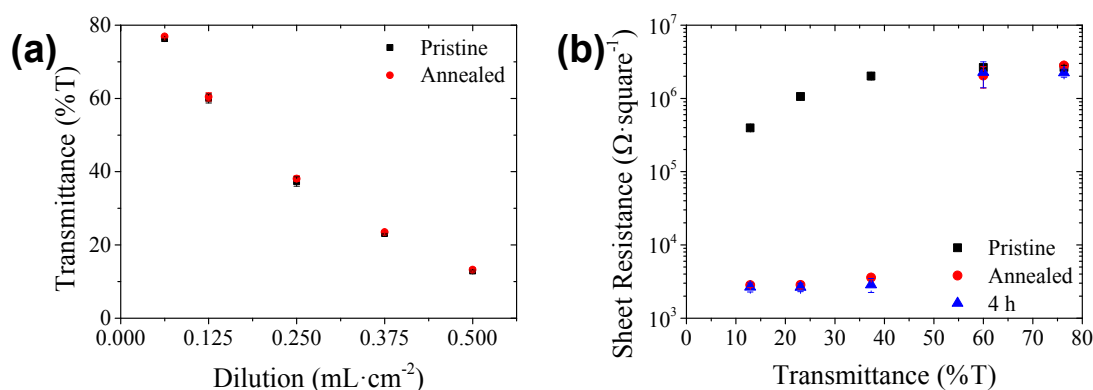 (a)
80
60
40
20
0
Transmittance (%T)
Pristine
Annealed
0.000 0.125 0.250 0.375 0.500
Dilution (mL·cm⁻²)
(b)
10⁷
10⁶
10⁵
10⁴
10³
Sheet Resistance (Ω·square⁻¹)
Pristine
Annealed
4 h
0 10 20 30 40 50 60 70 80
Transmittance (%T)